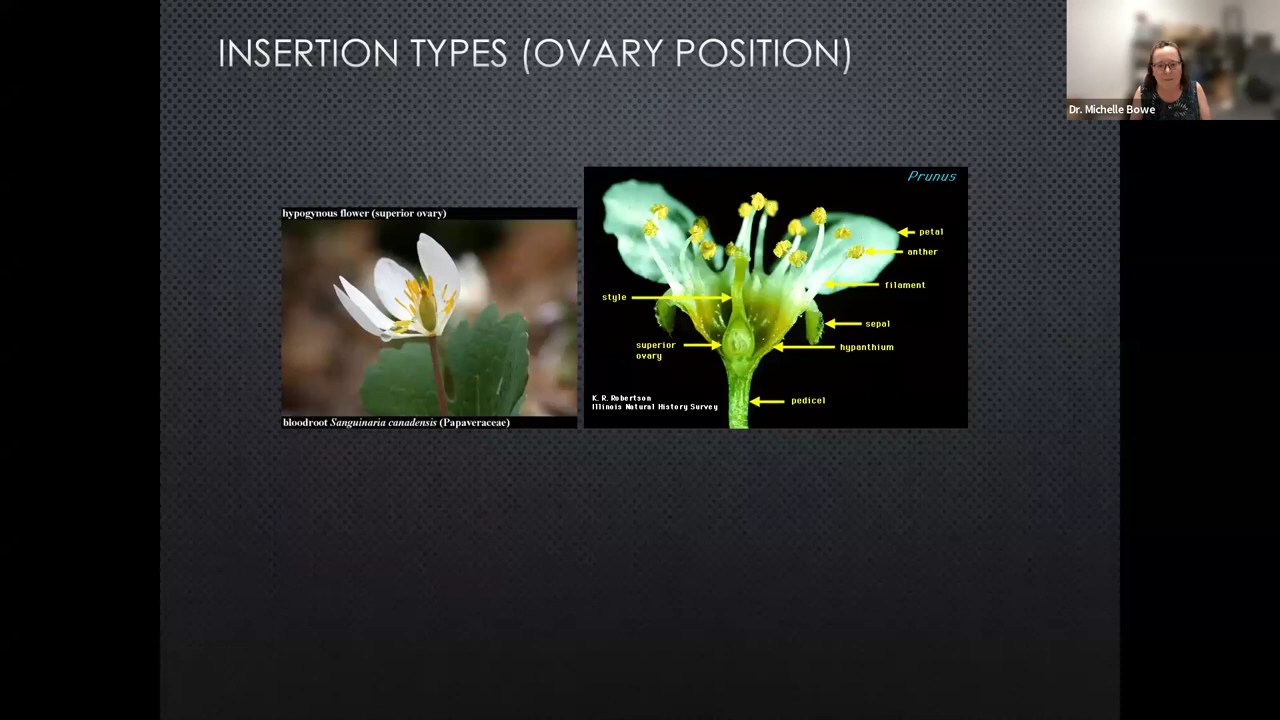 INSERTION TYPES (OVARY POSITION)
Dr. Michelle Bowe
hypogynous flower (superior ovary)
bloodroot Sanguinaria canadensis (Papaveraceae)
Prunus
petal
anther
filament
style
sepal
superior
ovary
hypanthium
K. R. Robertson
Illinois Natural History Survey
pedicel